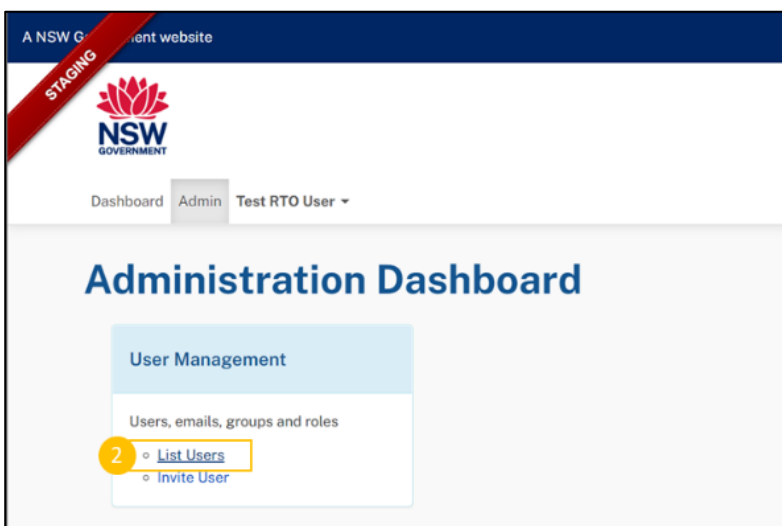 A NSW G ent website
STAGING
NSW
GOVERNMENT
Dashboard Admin Test RTO User
Administration Dashboard
User Management
Users, emails, groups and roles
2
List Users
Invite User